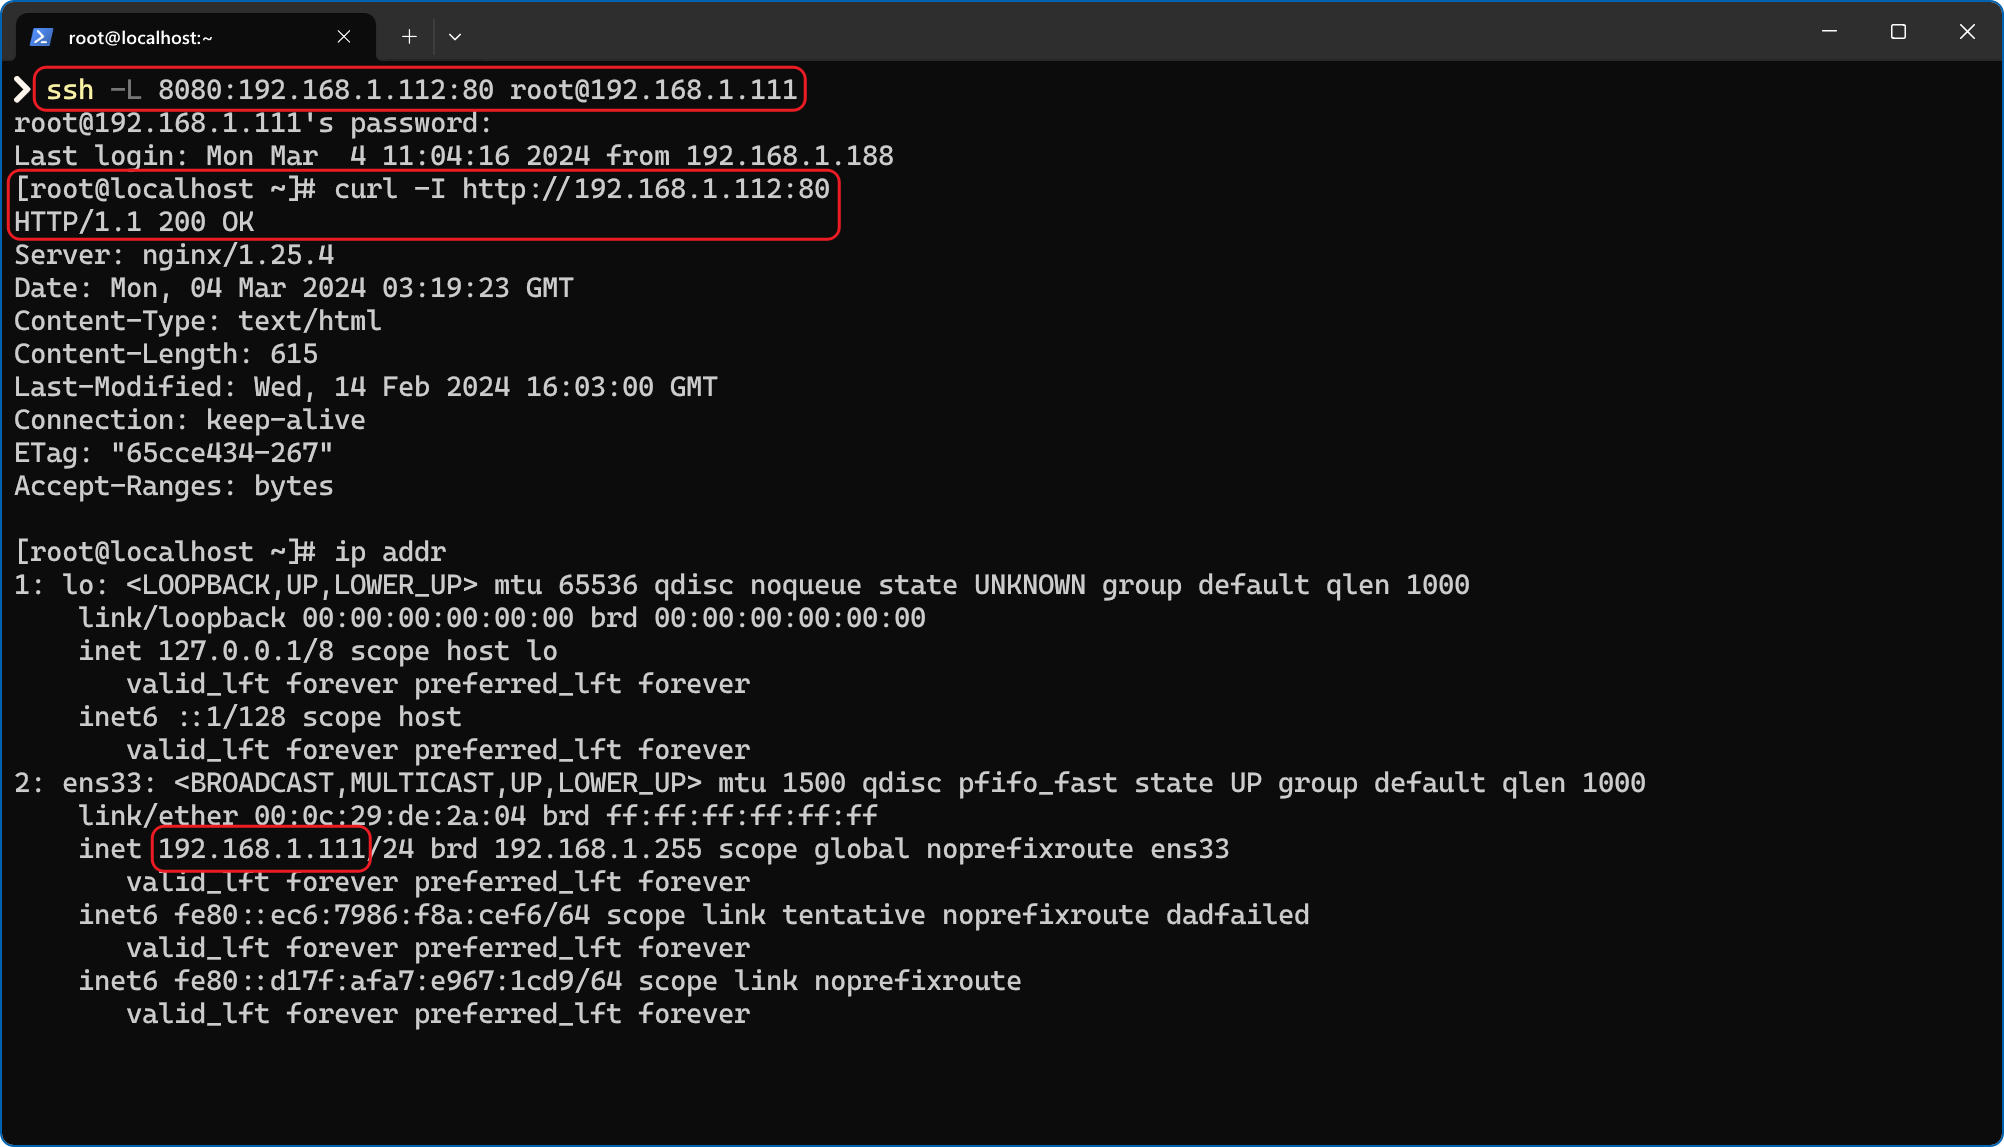 root@localhost:~
ssh -L 8080:192.168.1.112:80 root@192.168.1.111
root@192.168.1.111's password:
Last login: Mon Mar  4 11:04:16 2024 from 192.168.1.188
[root@localhost ~]# curl -I http://192.168.1.112:80
HTTP/1.1 200 OK
Server: nginx/1.25.4
Date: Mon, 04 Mar 2024 03:19:23 GMT
Content-Type: text/html
Content-Length: 615
Last-Modified: Wed, 14 Feb 2024 16:03:00 GMT
Connection: keep-alive
ETag: "65cce434-267"
Accept-Ranges: bytes
[root@localhost ~]# ip addr
1: lo: <LOOPBACK,UP,LOWER_UP> mtu 65536 qdisc noqueue state UNKNOWN group default qlen 1000
    link/loopback 00:00:00:00:00:00 brd 00:00:00:00:00:00
    inet 127.0.0.1/8 scope host lo
       valid_lft forever preferred_lft forever
    inet6 ::1/128 scope host
       valid_lft forever preferred_lft forever
2: ens33: <BROADCAST,MULTICAST,UP,LOWER_UP> mtu 1500 qdisc pfifo_fast state UP group default qlen 1000
    link/ether 00:0c:29:de:2a:04 brd ff:ff:ff:ff:ff:ff
    inet 192.168.1.111/24 brd 192.168.1.255 scope global noprefixroute ens33
       valid_lft forever preferred_lft forever
    inet6 fe80::ec6:7986:f8a:cef6/64 scope link tentative noprefixroute dadfailed
       valid_lft forever preferred_lft forever
    inet6 fe80::d17f:afa7:e967:1cd9/64 scope link noprefixroute
       valid_lft forever preferred_lft forever